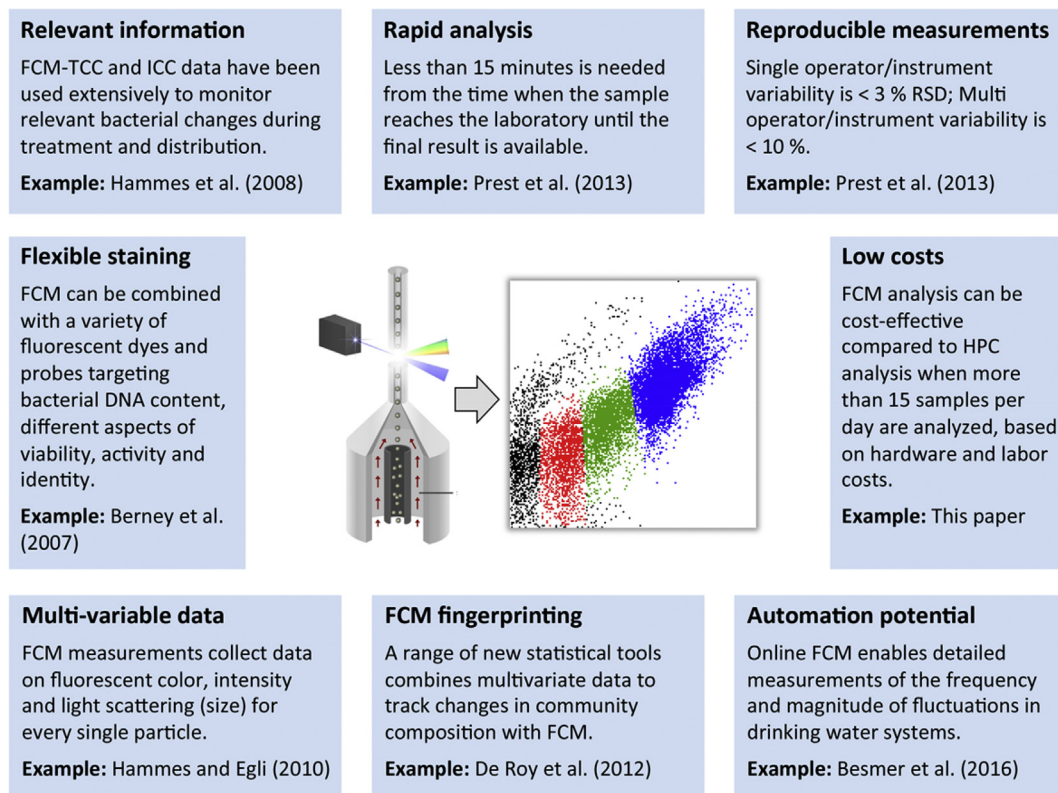 Relevant information
FCM-TCC and ICC data have been
used extensively to monitor
relevant bacterial changes during
treatment and distribution.
Example: Hammes et al. (2008)
Rapid analysis
Less than 15 minutes is needed
from the time when the sample
reaches the laboratory until the
final result is available.
Example: Prest et al. (2013)
Reproducible measurements
Single operator/instrument
variability is < 3 % RSD; Multi
operator/instrument variability is
< 10 %.
Example: Prest et al. (2013)
Flexible staining
FCM can be combined
with a variety of
fluorescent dyes and
probes targeting
bacterial DNA content,
different aspects of
viability, activity and
identity.
Example: Berney et al.
(2007)
Low costs
FCM analysis can be
cost-effective
compared to HPC
analysis when more
than 15 samples per
day are analyzed, based
on hardware and labor
costs.
Example: This paper
Multi-variable data
FCM measurements collect data
on fluorescent color, intensity
and light scattering (size) for
every single particle.
Example: Hammes and Egli (2010)
FCM fingerprinting
A range of new statistical tools
combines multivariate data to
track changes in community
composition with FCM.
Example: De Roy et al. (2012)
Automation potential
Online FCM enables detailed
measurements of the frequency
and magnitude of fluctuations in
drinking water systems.
Example: Besmer et al. (2016)